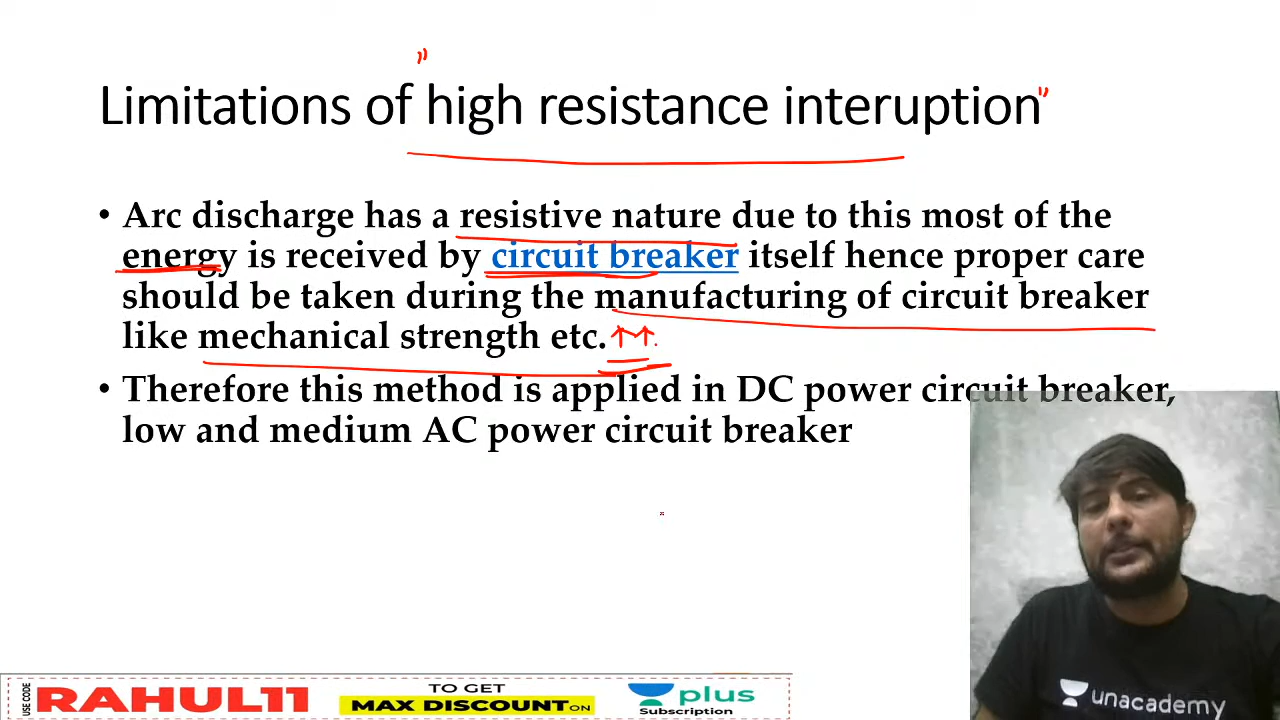 Limitations of "high resistance interuption"
• Arc discharge has a resistive nature due to this most of the
energy is received by circuit breaker itself hence proper care
should be taken during the manufacturing of circuit breaker
like mechanical strength etc.
• Therefore this method is applied in DC power circuit breaker,
low and medium AC power circuit breaker
unacademy
USE CODE
RAHUL11
TO GET
MAX DISCOUNT ON
plus
Subscription